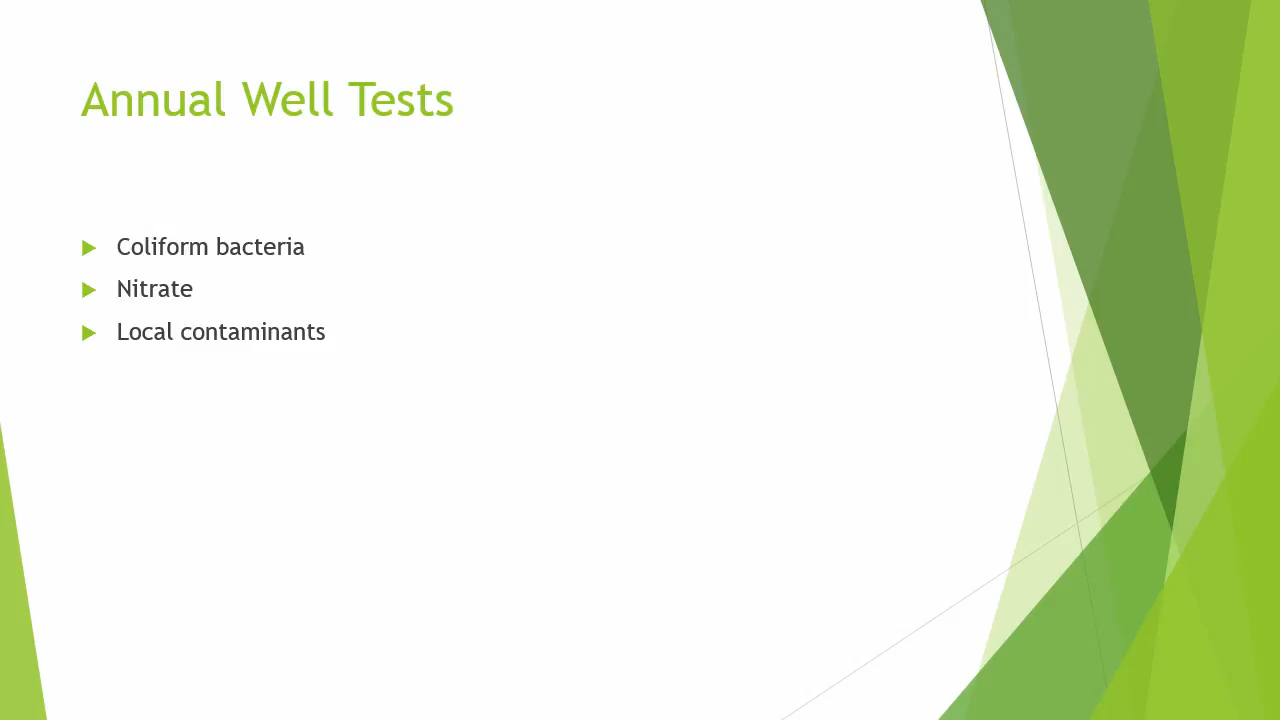 Annual Well Tests
Coliform bacteria
Nitrate
Local contaminants